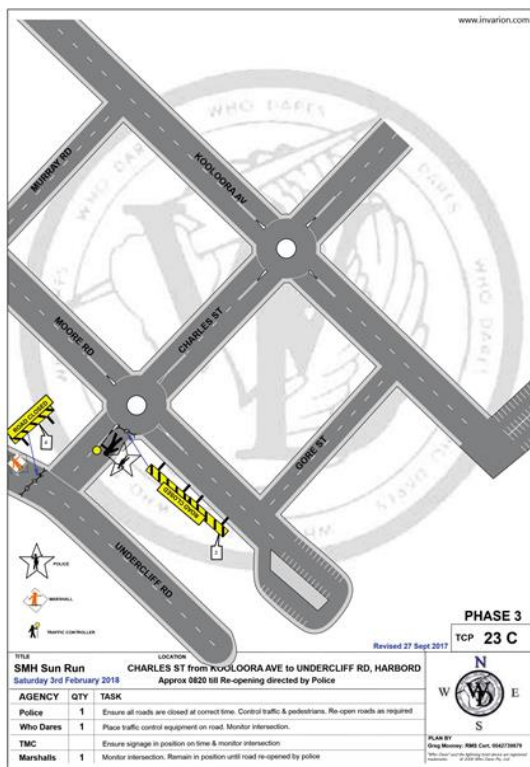 www.invarion.com
WHO DARES
MURRAY RD
KOOLOORA AV
MOORE RD
CHARLES ST
GORE ST
UNDERCLIFF RD
ROAD CLOSED
ROAD CLOSED
POLICE
MARSHALL
TRAFFIC CONTROLLER
PHASE 3
Revised 27 Sept 2017
TCP 23 C
TITLE
LOCATION
SMH Sun Run
CHARLES ST from KOOLOORA AVE to UNDERCLIFF RD, HARBORD
Saturday 3rd February 2018
Approx 0820 till Re-opening directed by Police
AGENCY QTY TASK
Police 1 Ensure all roads are closed at correct time. Control traffic & pedestrians. Re-open roads as required
Who Dares 1 Place traffic control equipment on road. Monitor intersection.
TMC Ensure signage in position on time & monitor intersection
Marshalls 1 Monitor intersection. Remain in position until road re-opened by police
N
W E
S
PLAN BY